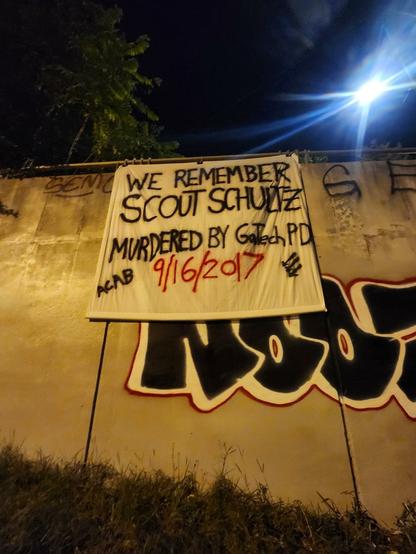 WE REMEMBER
SCOUT SCHULTZ
MURDERED BY GaTech PD
9/16/2017
ACAB